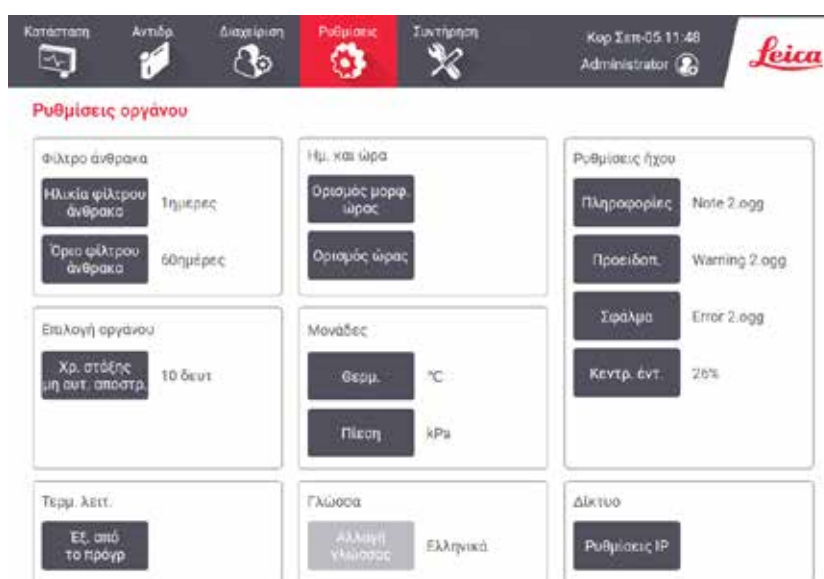 Κατάσταση
Αντιδρ.
Διαχείριση
Ρυθμίσεις
Συντήρηση
Κυρ Σεπ-05 11:48
Administrator
Leica
Ρυθμίσεις οργάνου
Φίλτρο άνθρακα
Ηλικία φίλτρου
άνθρακα
1ημερες
Όριο φίλτρου
άνθρακα
60ημέρες
Ημ. και ώρα
Ορισμός μορφ.
ώρας
Ορισμός ώρας
Ρυθμίσεις ήχου
Πληροφορίες
Note 2.ogg
Προειδοπ.
Warning 2.ogg
Σφάλμα
Error 2.ogg
Κεντρ. έντ.
26%
Επιλογή οργάνου
Χρ. στάξης
μη αυτ. αποστρ.
10 δευτ
Μονάδες
Θερμ.
°C
Πίεση
kPa
Τερμ. λειτ.
Έξ. από
το πρόγρ
Γλώσσα
Αλλαγή
γλώσσας
Ελληνικά
Δίκτυο
Ρυθμίσεις IP